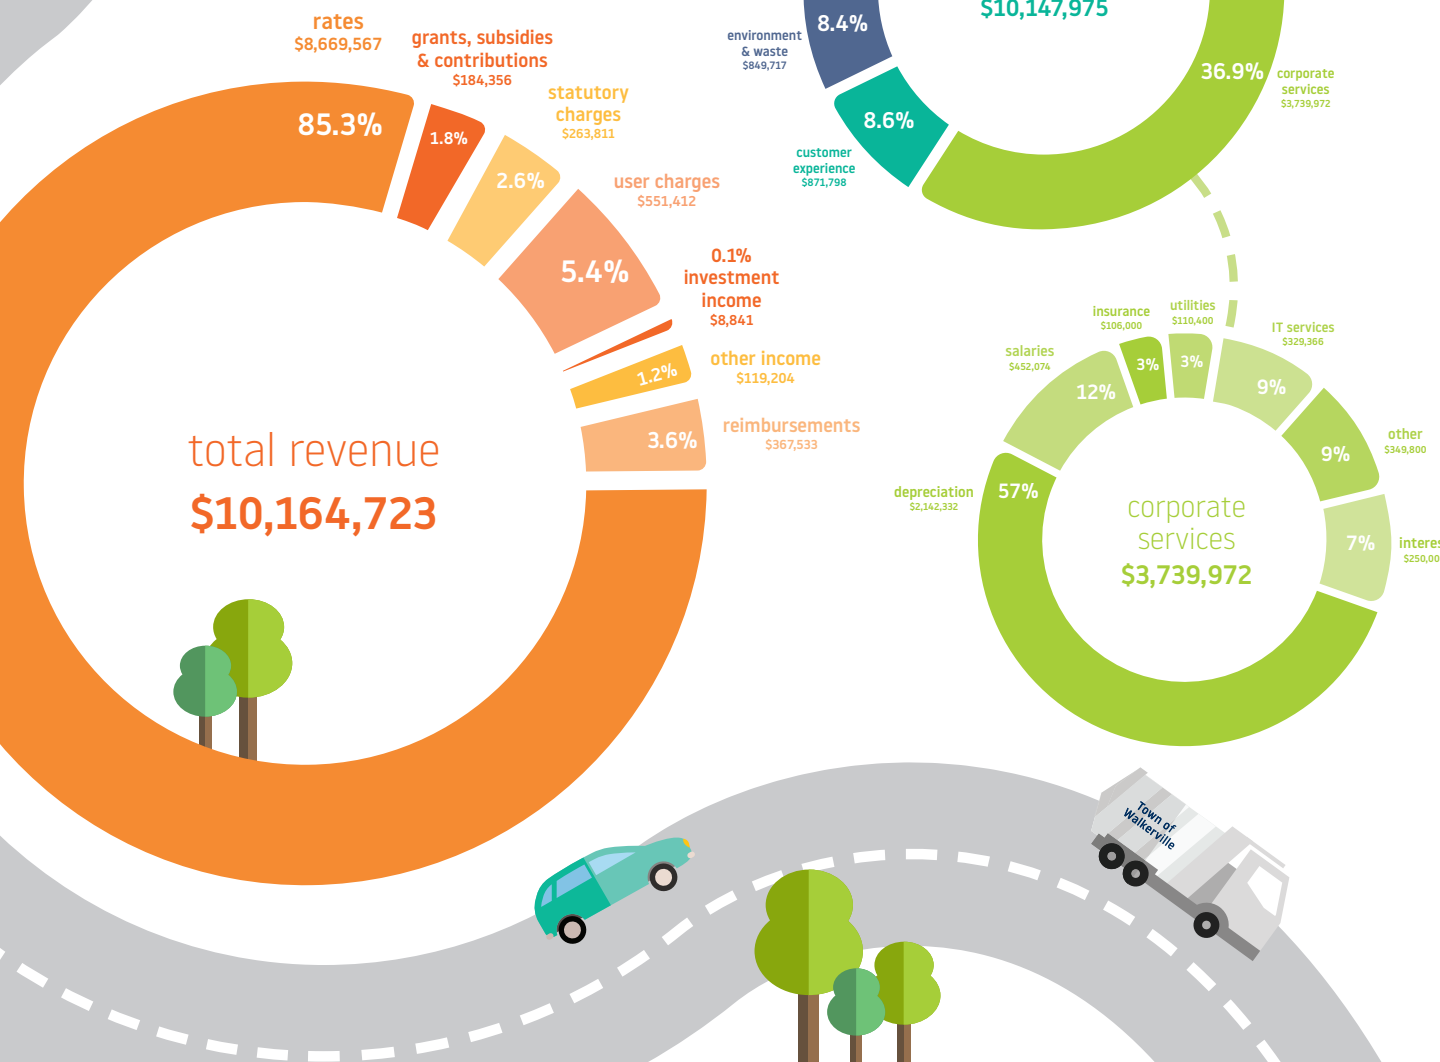 rates
$8,669,567
85.3%
grants, subsidies
& contributions
$184,356
1.8%
statutory
charges
$263,811
2.6%
user charges
$551,412
5.4%
0.1%
investment
income
$8,841
other income
$119,204
1.2%
reimbursements
$367,533
3.6%
total revenue
$10,164,723
$10,147,975
8.4%
environment
& waste
$849,717
8.6%
customer
experience
$871,798
36.9%
corporate
services
$3,739,972
insurance
$106,000
3%
utilities
$110,400
3%
IT services
$329,366
9%
salaries
$452,074
12%
other
$349,800
9%
depreciation
$2,142,332
57%
7%
corporate
services
$3,739,972
Town of
Walkerville